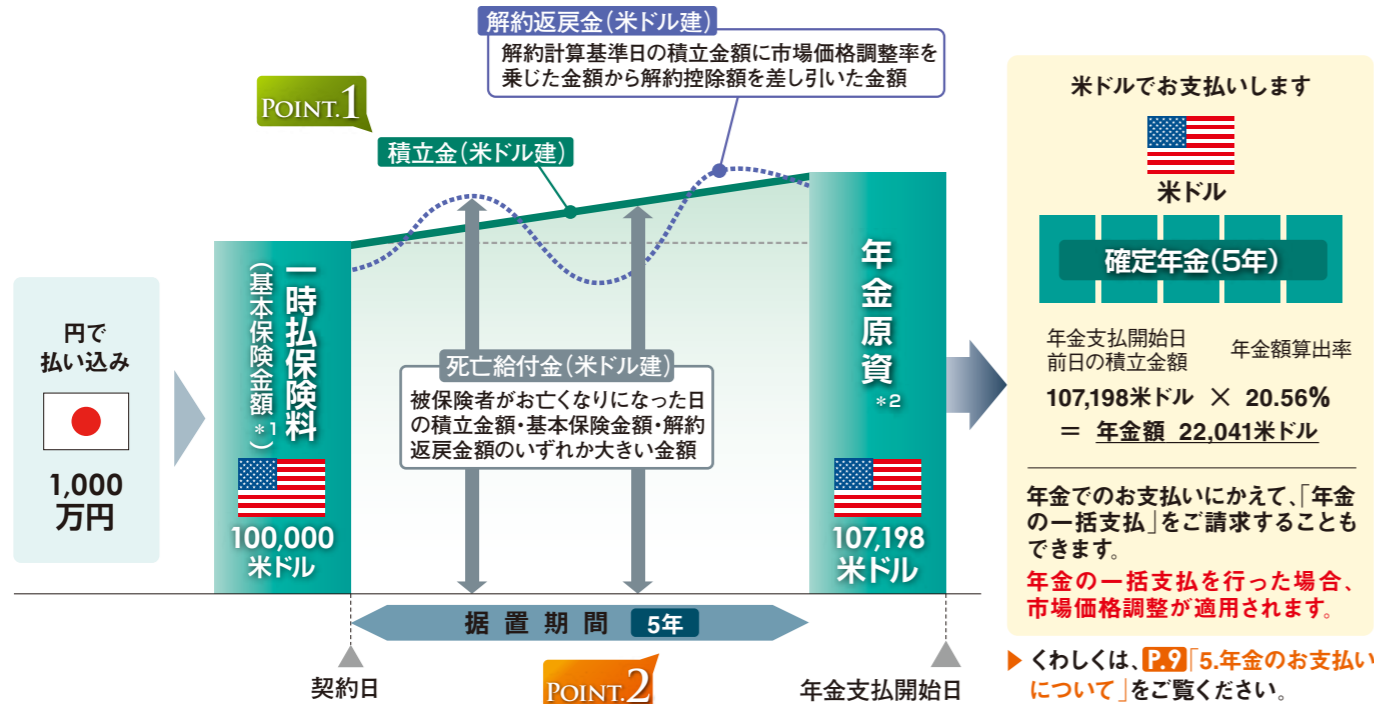 解約返戻金(米ドル建)
解約計算基準日の積立金額に市場価格調整率を
乗じた金額から解約控除額を差し引いた金額
POINT.1
積立金(米ドル建)
円で
払い込み
1,000
万円
一時払保険料
(基本保険金額*1)
100,000
米ドル
死亡給付金(米ドル建)
被保険者がお亡くなりになった日
の積立金額・基本保険金額・解約
返戻金額のいずれか大きい金額
年金原資
*2
107,198
米ドル
据置期間 5年
契約日
POINT.2
年金支払開始日
米ドルでお支払いします
米ドル
確定年金(5年)
年金支払開始日
前日の積立金額
年金額算出率
107,198米ドル × 20.56%
= 年金額 22,041米ドル
年金でのお支払いにかえて、「年金
の一括支払」をご請求することも
できます。
年金の一括支払を行った場合、
市場価格調整が適用されます。
▶ くわしくは、P.9「5.年金のお支払い
について」をご覧ください。